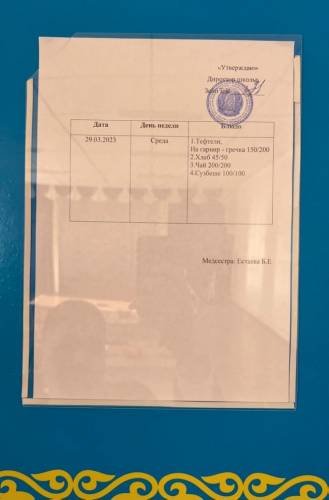 «Утверждаю»
Директор школы
Дата День недели Блюдо
29.03.2023 Среда 1.Тефтели.
На гарнир - гречка 150/200
2.Хлеб 45/50
3.Чай 200/200
4.Сузбеше 100/100
Медсестра: Естаева Б.Е